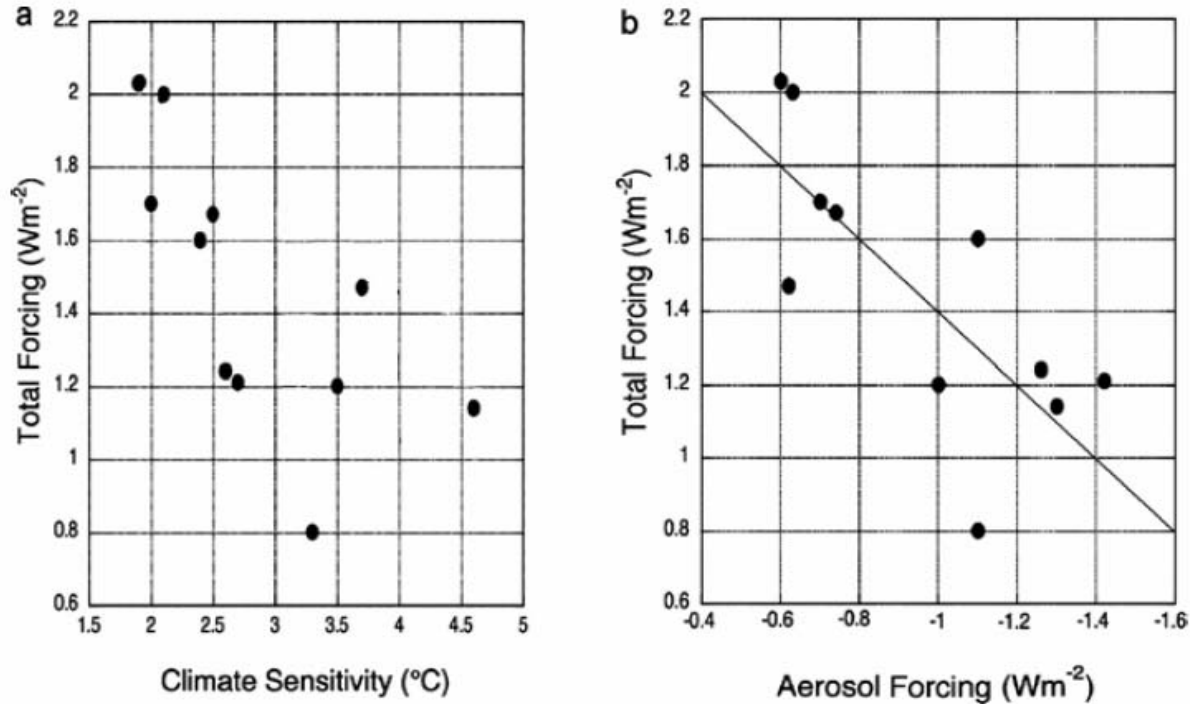 a
2.2
2
1.8
1.6
1.4
1.2
1
0.8
0.6
Total Forcing (Wm-2)
1.5 2 2.5 3 3.5 4 4.5 5
Climate Sensitivity (°C)
b
2.2
2
1.8
1.6
1.4
1.2
1
0.8
0.6
Total Forcing (Wm-2)
-0.4 -0.6 -0.8 -1 -1.2 -1.4 -1.6
Aerosol Forcing (Wm-2)